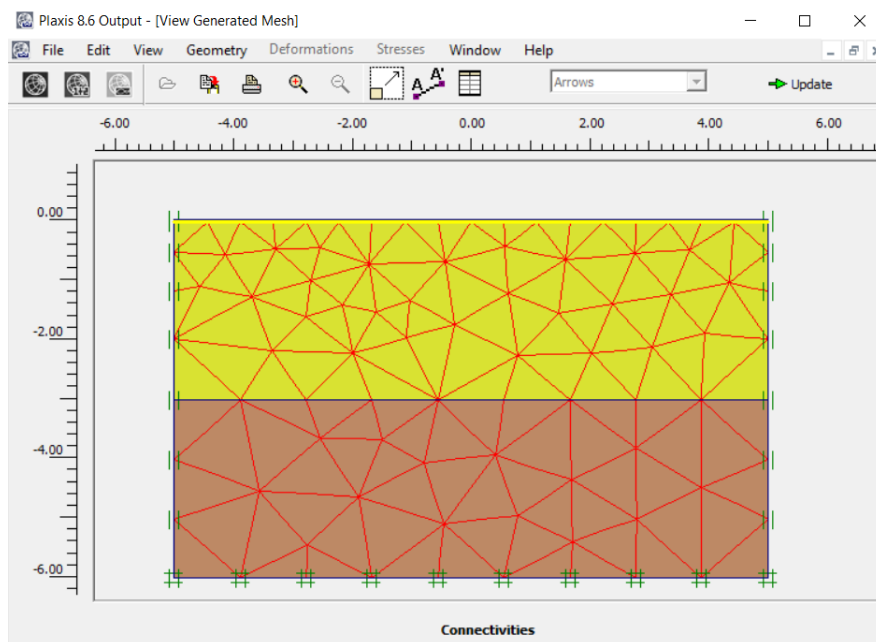 Plaxis 8.6 Output - [View Generated Mesh]
File Edit View Geometry Deformations Stresses Window Help
A A' Arrows Update
-6.00 -4.00 -2.00 0.00 2.00 4.00 6.00
0.00
-2.00
-4.00
-6.00
Connectivities